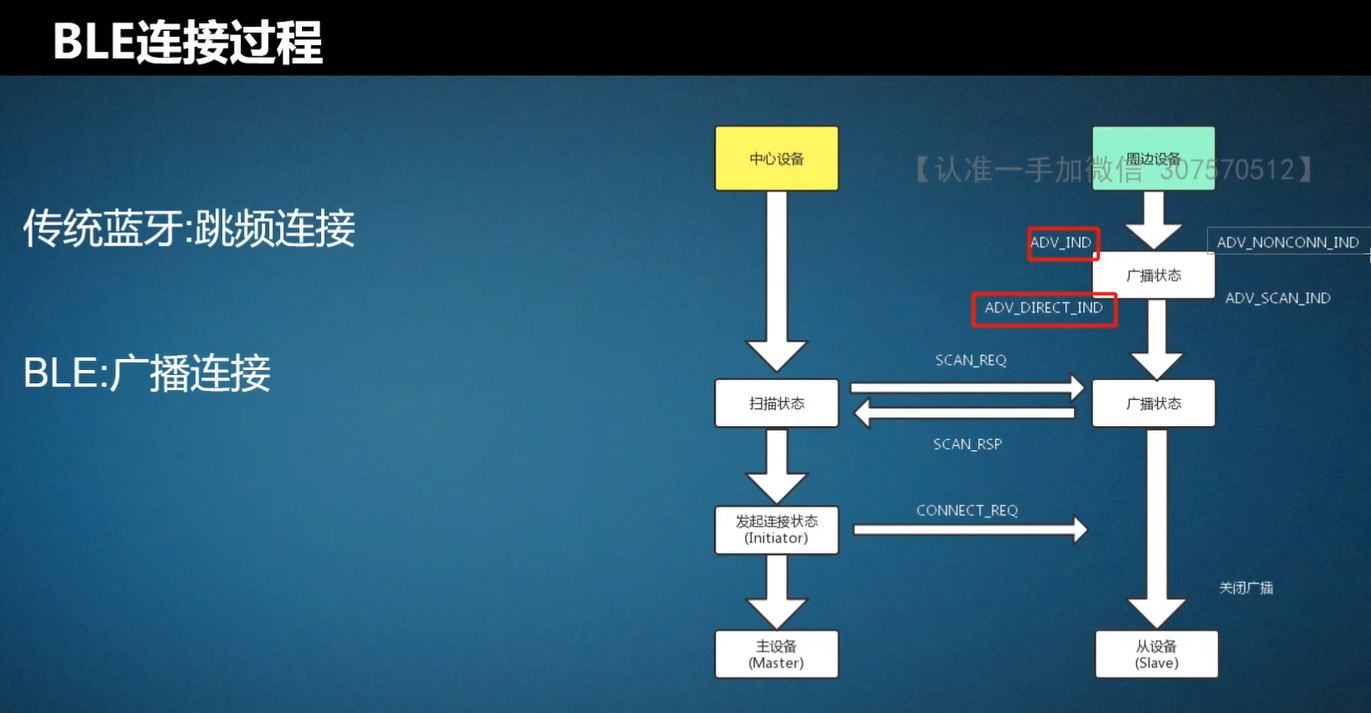 BLE连接过程
传统蓝牙:跳频连接
BLE:广播连接
中心设备
周边设备
【认准一手加微信 307570512】
ADV_IND
ADV_NONCONN_IND
广播状态
ADV_SCAN_IND
ADV_DIRECT_IND
SCAN_REQ
扫描状态
广播状态
SCAN_RSP
发起连接状态
(Initiator)
CONNECT_REQ
关闭广播
主设备
(Master)
从设备
(Slave)